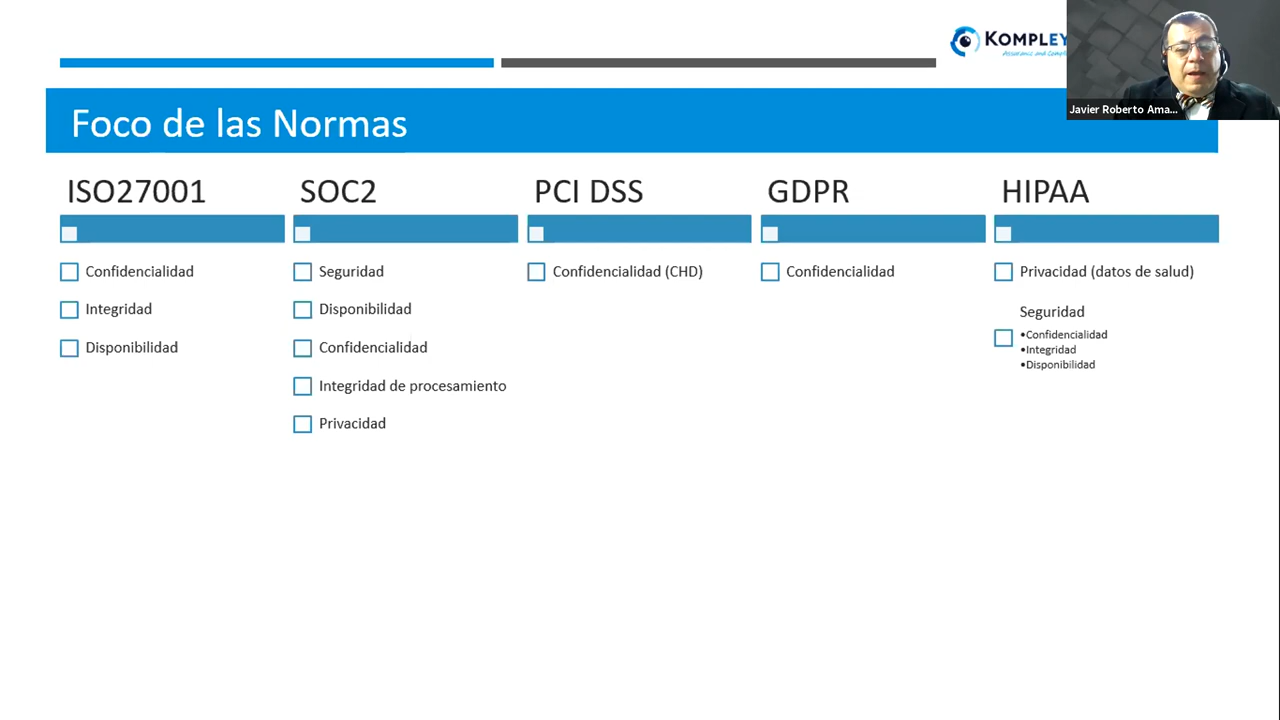 KOMPLEY
Javier Roberto Ama...
Foco de las Normas
ISO27001
Confidencialidad
Integridad
Disponibilidad
SOC2
Seguridad
Disponibilidad
Confidencialidad
Integridad de procesamiento
Privacidad
PCI DSS
Confidencialidad (CHD)
GDPR
Confidencialidad
HIPAA
Privacidad (datos de salud)
Seguridad
•Confidencialidad
•Integridad
•Disponibilidad